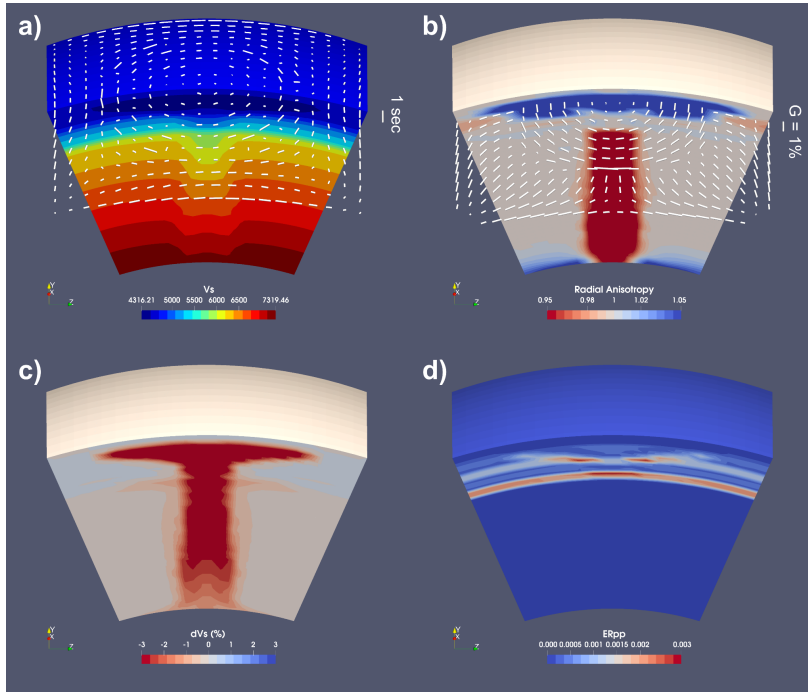 a)
1 sec
Y
X
Z
Vs
4316.21 5000 5500 6000 6500 7319.46
b)
G = 1%
Y
X
Z
Radial Anisotropy
0.95 0.98 1 1.02 1.05
c)
Y
X
Z
dVs (%)
-3 -2 -1 0 1 2 3
d)
Y
X
Z
ERpp
0.000 0.0005 0.001 0.0015 0.002 0.003